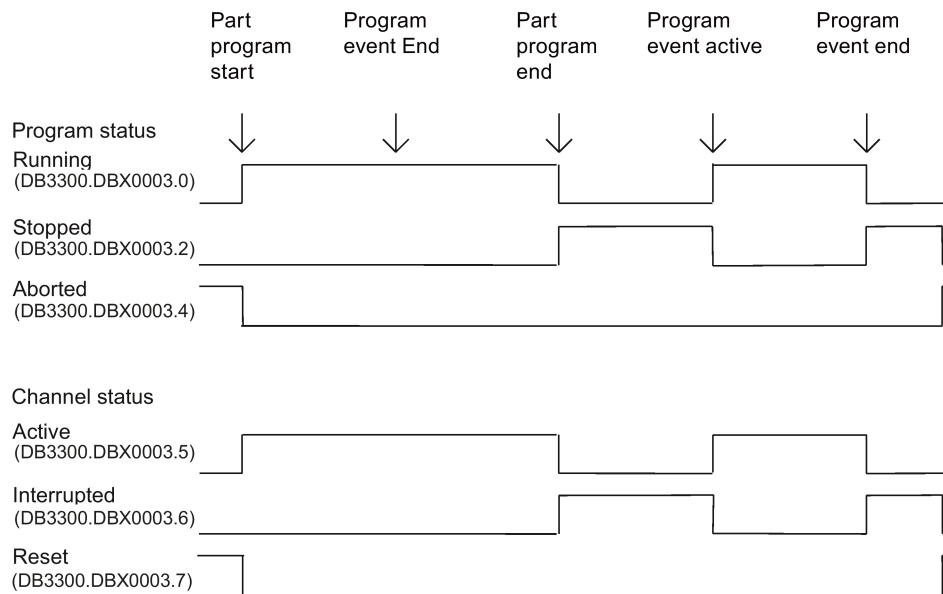 Part
program
start
Program
event End
Part
program
end
Program
event active
Program
event end
Program status
Running
(DB3300.DBX0003.0)
Stopped
(DB3300.DBX0003.2)
Aborted
(DB3300.DBX0003.4)
Channel status
Active
(DB3300.DBX0003.5)
Interrupted
(DB3300.DBX0003.6)
Reset
(DB3300.DBX0003.7)